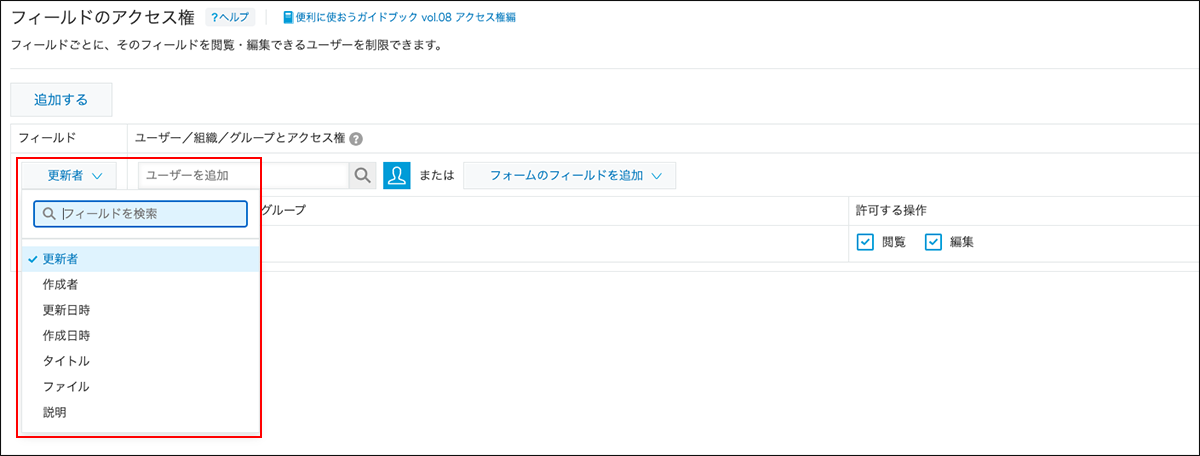 フィールドのアクセス権 ?ヘルプ 便利に使おうガイドブック vol.08 アクセス権編
フィールドごとに、そのフィールドを閲覧・編集できるユーザーを制限できます。
追加する
フィールド ユーザー／組織／グループとアクセス権 ?
更新者 ユーザーを追加 または フォームのフィールドを追加
フィールドを検索 グループ 許可する操作
閲覧 編集
更新者
作成者
更新日時
作成日時
タイトル
ファイル
説明